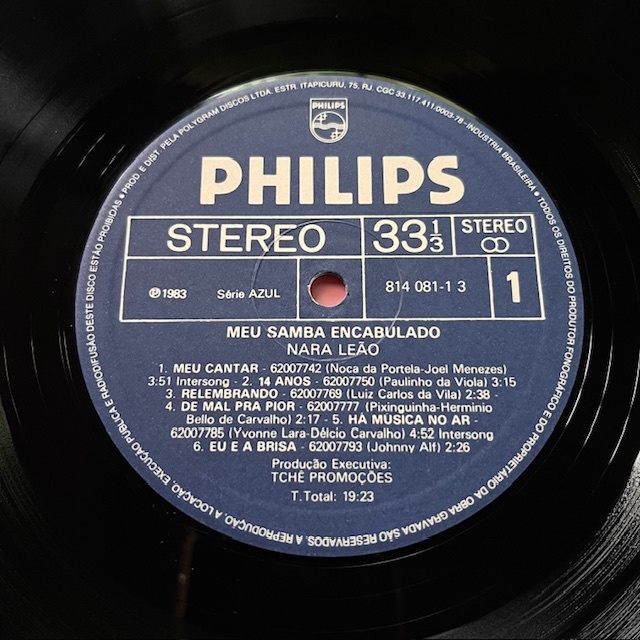 PHILIPS
PHILIPS
STEREO
33 1/3
STEREO
℗ 1983
Série AZUL
814 081-1 3
1
MEU SAMBA ENCABULADO
NARA LEÃO
1. MEU CANTAR - 62007742 (Noca da Portela-Joel Menezes)
3:51 Intersong - 2. 14 ANOS - 62007750 (Paulinho da Viola) 3:15
3. RELEMBRANDO - 62007769 (Luiz Carlos da Vila) 2:38 -
4. DE MAL PRA PIOR - 62007777 (Pixinguinha-Herminio
Bello de Carvalho) 2:17 - 5. HÁ MÚSICA NO AR -
62007785 (Yvonne Lara-Délcio Carvalho) 4:52 Intersong
6. EU E A BRISA - 62007793 (Johnny Alf) 2:26
Produção Executiva:
TCHÊ PROMOÇÕES
T. Total: 19:23
• PROD. E DIST. PELA POLYGRAM DISCOS LTDA. ESTR. ITAPICURU, 75, RJ, CGC 33.117.411/0003-78 - INDÚSTRIA BRASILEIRA • TODOS OS DIREITOS DO PRODUTOR FONOGRÁFICO E DO PROPRIETÁRIO DA OBRA GRAVADA SÃO RESERVADOS. A REPRODUÇÃO, A LOCAÇÃO, EXECUÇÃO PÚBLICA E RADIODIFUSÃO DESTE DISCO ESTÃO PROIBIDAS